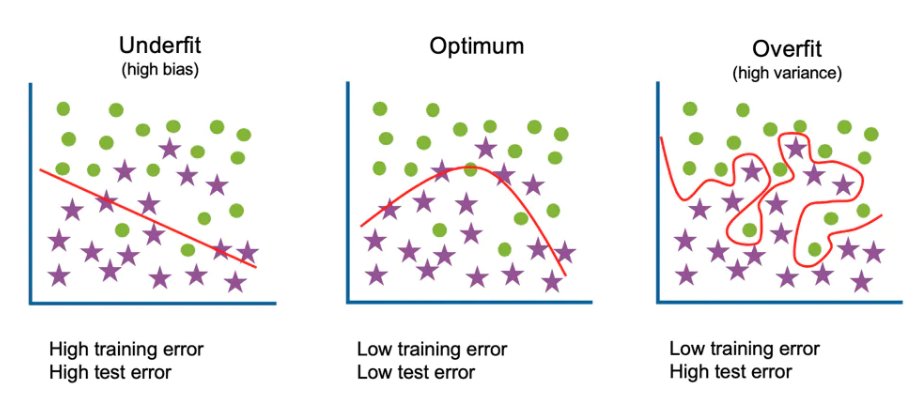 Underfit
(high bias)
Optimum
Overfit
(high variance)
High training error
High test error
Low training error
Low test error
Low training error
High test error